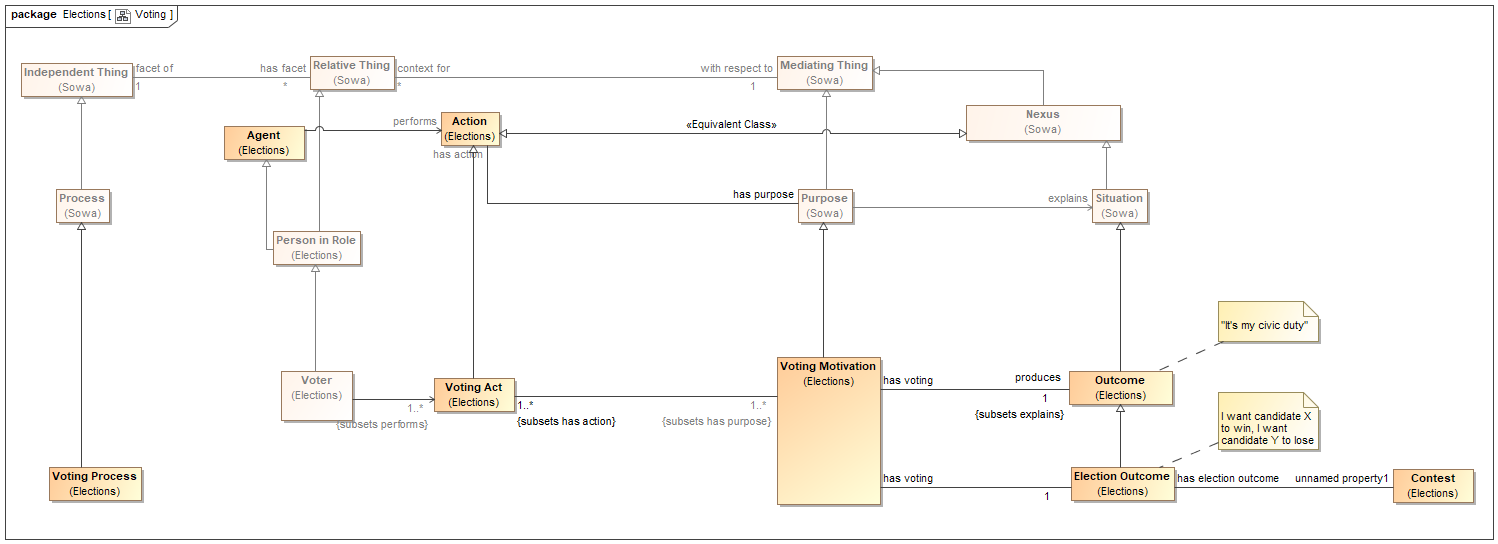 package Elections [ Voting ]
Independent Thing
(Sowa)
facet of
1
has facet
*
Relative Thing
(Sowa)
context for
*
with respect to
1
Mediating Thing
(Sowa)
Nexus
(Sowa)
Agent
(Elections)
performs
Action
(Elections)
has action
«Equivalent Class»
has purpose
Process
(Sowa)
Purpose
(Sowa)
explains
Situation
(Sowa)
Person in Role
(Elections)
"It's my civic duty"
Voter
(Elections)
1..*
{subsets performs}
Voting Act
(Elections)
1..*
{subsets has action}
1..*
{subsets has purpose}
Voting Motivation
(Elections)
has voting
produces
1
{subsets explains}
Outcome
(Elections)
I want candidate X
to win, I want
candidate Y to lose
Voting Process
(Elections)
has voting
1
Election Outcome
(Elections)
has election outcome
unnamed property1
Contest
(Elections)